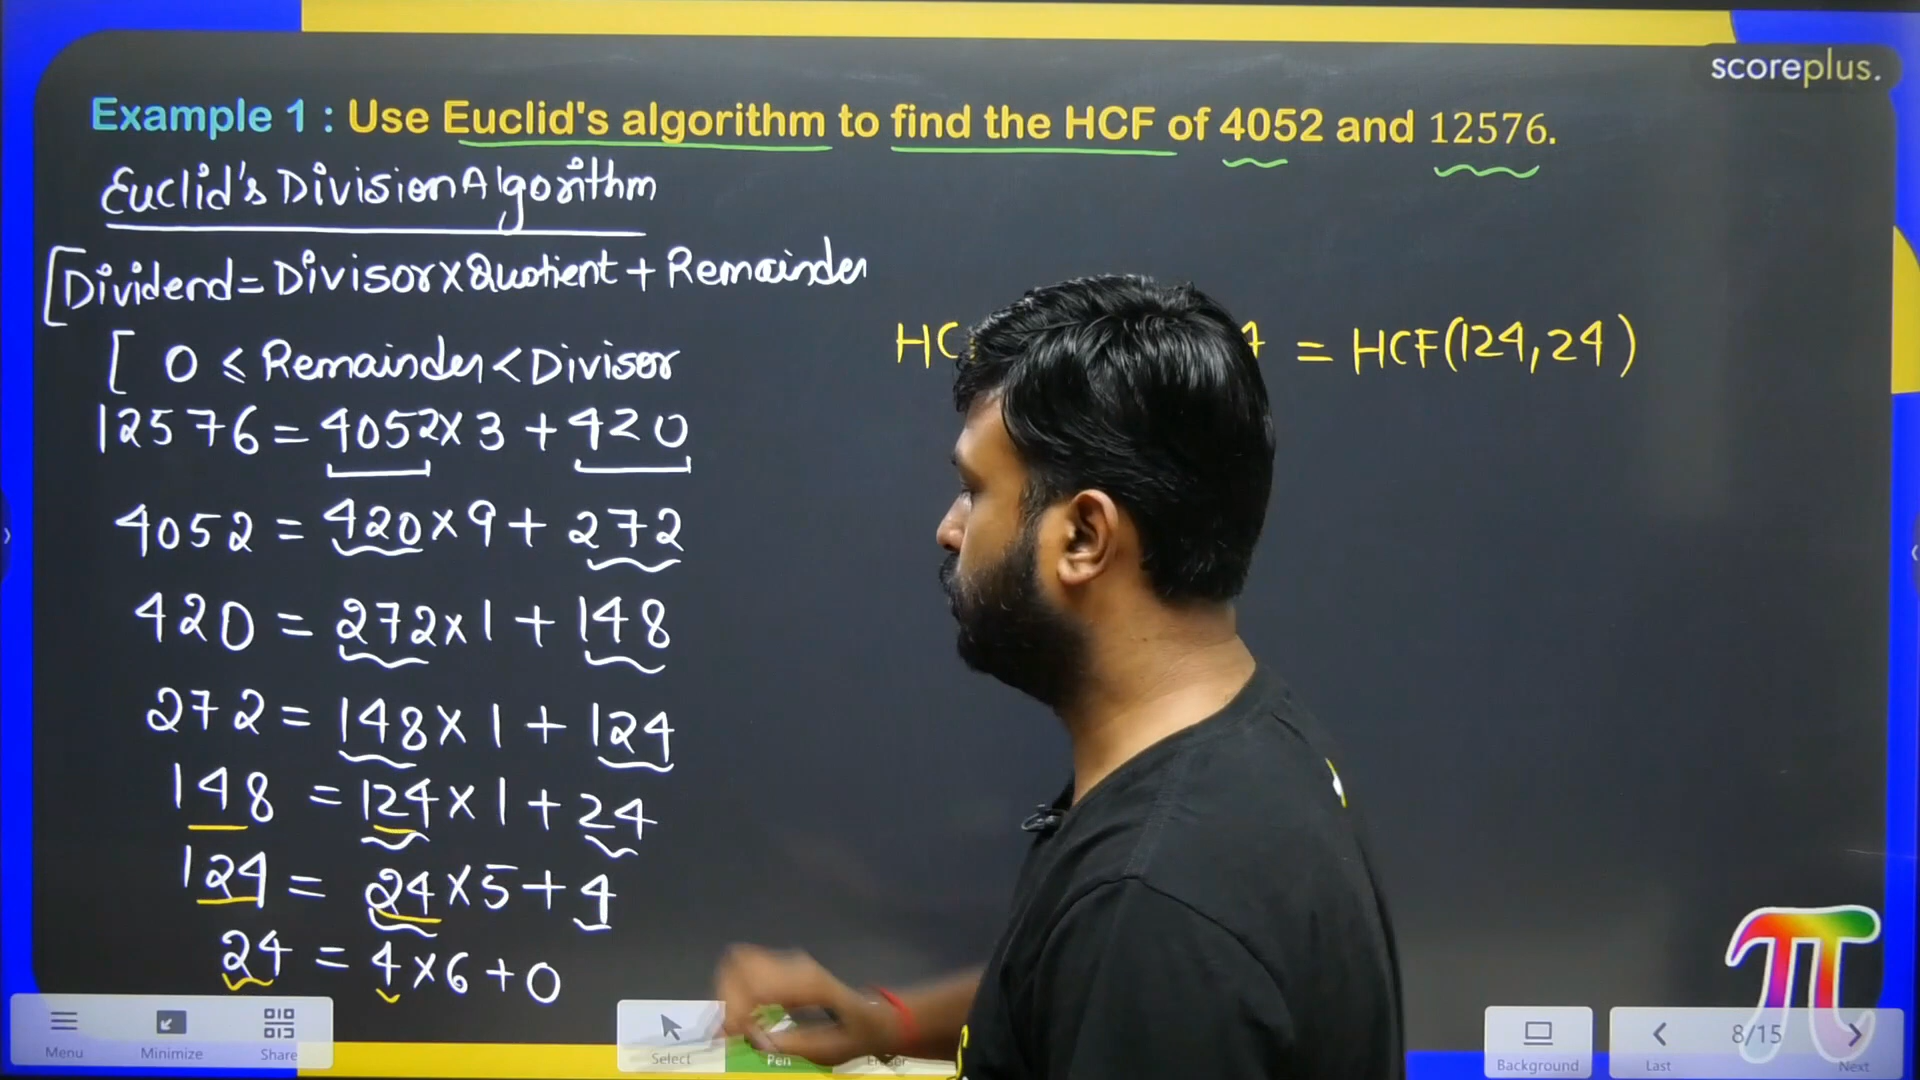 scoreplus.
Example 1 : Use Euclid's algorithm to find the HCF of 4052 and 12576.
Euclid's Division Algorithm
[Dividend = Divisor × Quotient + Remainder
[ 0 ≤ Remainder < Divisor
12576 = 4052 × 3 + 420
4052 = 420 × 9 + 272
420 = 272 × 1 + 148
272 = 148 × 1 + 124
148 = 124 × 1 + 24
124 = 24 × 5 + 4
24 = 4 × 6 + 0
HC = HCF(124,24)
Menu
Minimize
Share
Select
Pen
Background
Last
8/15
Next